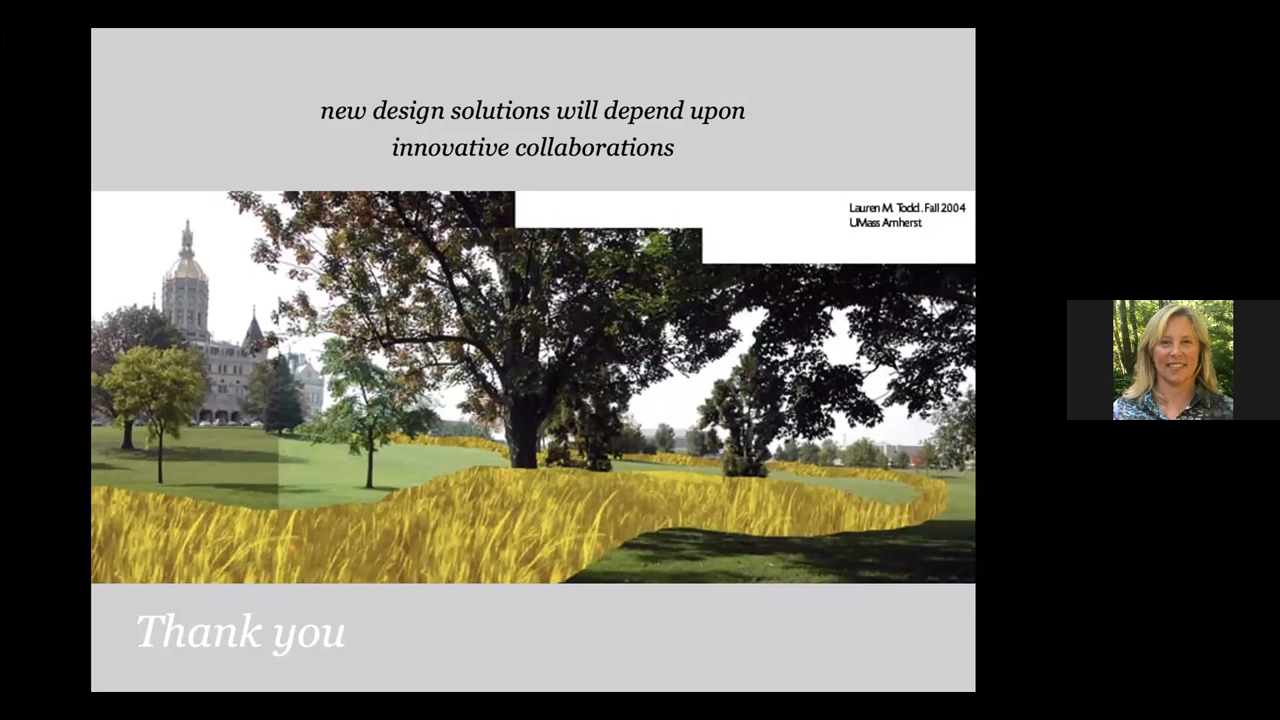 new design solutions will depend upon
innovative collaborations
Lauren M. Todd . Fall 2004
UMass Amherst
Thank you